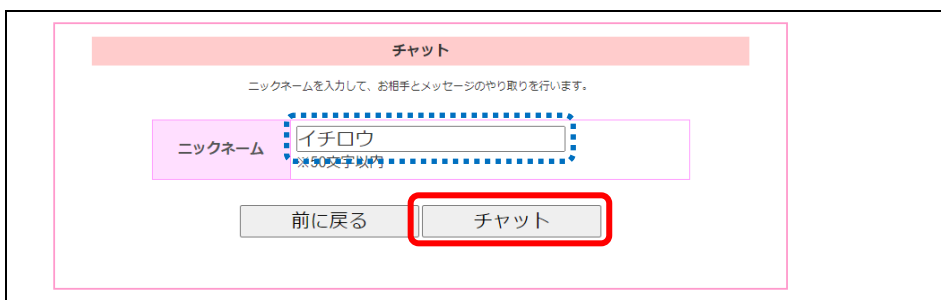 チャット
ニックネームを入力して、お相手とメッセージのやり取りを行います。
ニックネーム
イチロウ
※50文字以内
前に戻る
チャット